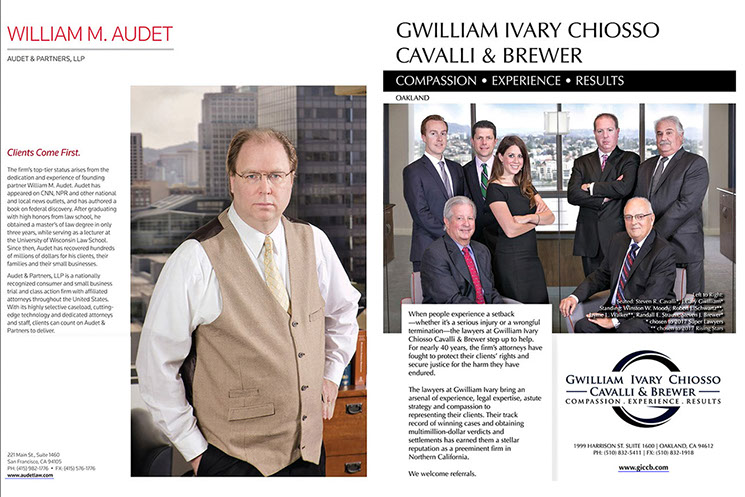 WILLIAM M. AUDET
AUDET & PARTNERS, LLP
Clients Come First.
The firm's top-tier status arises from the
dedication and experience of founding
partner William M. Audet. Audet has
appeared on CNN, NPR and other national
and local news outlets, and has authored a
book on federal discovery. After graduating
with high honors from law school, he
obtained a master's of law degree in only
three years, while serving as a lecturer at
the University of Wisconsin Law School.
Since then, Audet has recovered hundreds
of millions of dollars for his clients, their
families and their small businesses.
Audet & Partners, LLP is a nationally
recognized consumer and small business
trial and class action firm with affiliated
attorneys throughout the United States.
With its highly selective caseload, cutting-
edge technology and dedicated attorneys
and staff, clients can count on Audet &
Partners to fight for them.
221 Main St., Suite 1460
San Francisco, CA 94105
PH: (415) 982-1776 • FX: (415) 576-1776
www.audetlaw.com
GWILLIAM IVARY CHIOSSO
CAVALLI & BREWER
COMPASSION • EXPERIENCE • RESULTS
OAKLAND
Left to Right:
Seated: Steven R. Cavalli*, J. Gary Gwilliam*
Standing: Winston W. Moody, Robert J. Schwartz**,
Jayme L. Walker**, Randall E. Strauss, Steven J. Brewer*
* chosen to 2017 Super Lawyers
** chosen to 2017 Rising Stars
When people experience a setback
—whether it's a serious injury or a wrongful
termination—the lawyers at Gwilliam Ivary
Chiosso Cavalli & Brewer step up to help.
For nearly 40 years, the firm's attorneys have
fought to protect their clients' rights and
secure justice for the harm they have
endured.
The lawyers at Gwilliam Ivary bring an
arsenal of experience, legal expertise, astute
strategy and compassion to
representing their clients. Their track
record of winning cases and obtaining
multimillion-dollar verdicts and
settlements has earned them a stellar
reputation as a preeminent firm in
Northern California.
We welcome referrals.
GWILLIAM IVARY CHIOSSO
CAVALLI & BREWER
COMPASSION . EXPERIENCE . RESULTS
1999 HARRISON ST. SUITE 1600 | OAKLAND, CA 94612
PH: (510) 832-5411 | FX: (510) 832-1918
www.giccb.com